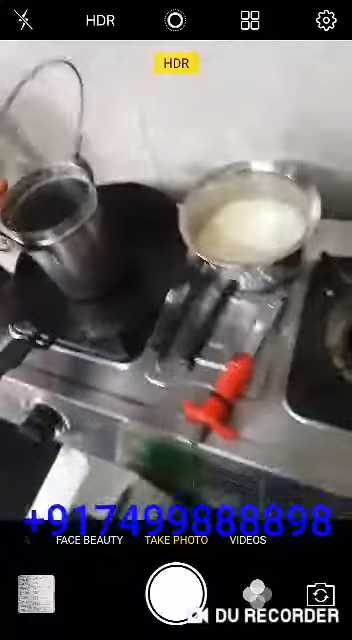 HDR
HDR
+917499888898
A FACE BEAUTY TAKE PHOTO VIDEOS
DU RECORDER